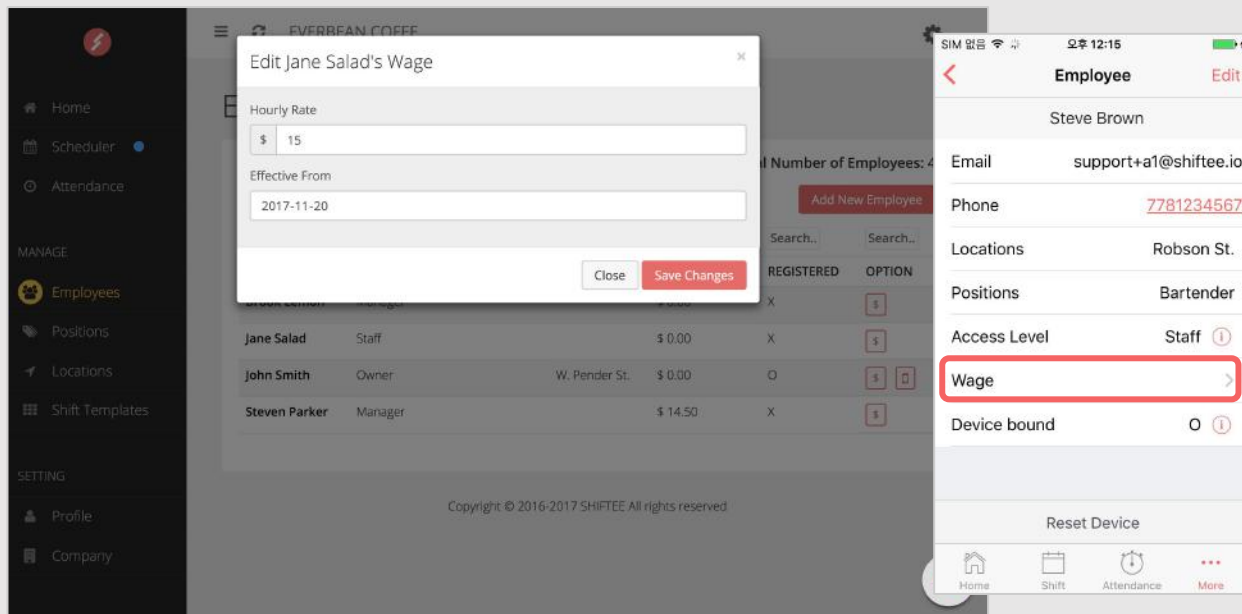 EVERBEAN COFFE
Edit Jane Salad's Wage
×
Hourly Rate
$ 15
Effective From
2017-11-20
Close
Save Changes
Home
Scheduler
Attendance
MANAGE
Employees
Positions
Locations
Shift Templates
SETTING
Profile
Company
E
l Number of Employees: 4
Add New Employee
Search.. Search..
REGISTERED OPTION
Brook Lemon Manager $ 0.00 X $
Jane Salad Staff $ 0.00 X $
John Smith Owner W. Pender St. $ 0.00 O $
Steven Parker Manager $ 14.50 X $
Copyright © 2016-2017 SHIFTEE All rights reserved
SIM 없음 오후 12:15
Employee Edit
Steve Brown
Email support+a1@shiftee.io
Phone 7781234567
Locations Robson St.
Positions Bartender
Access Level Staff i
Wage
Device bound O i
Reset Device
Home Shift Attendance More